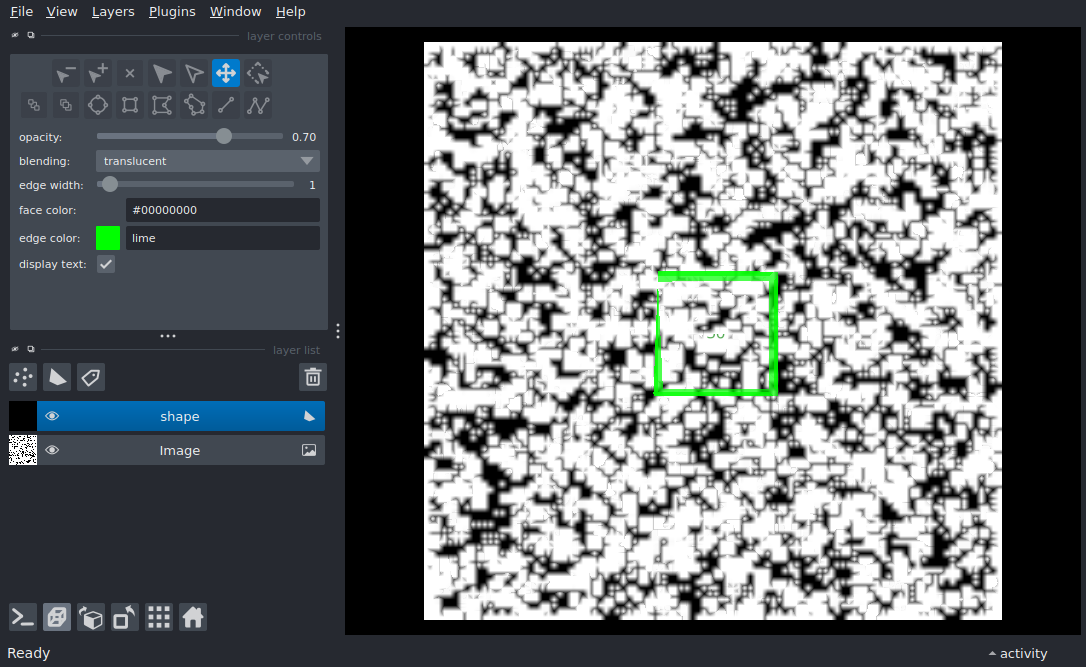 File View Layers Plugins Window Help
layer controls
opacity: 0.70
blending: translucent
edge width: 1
face color: #00000000
edge color: lime
display text:
layer list
shape
Image
Ready activity